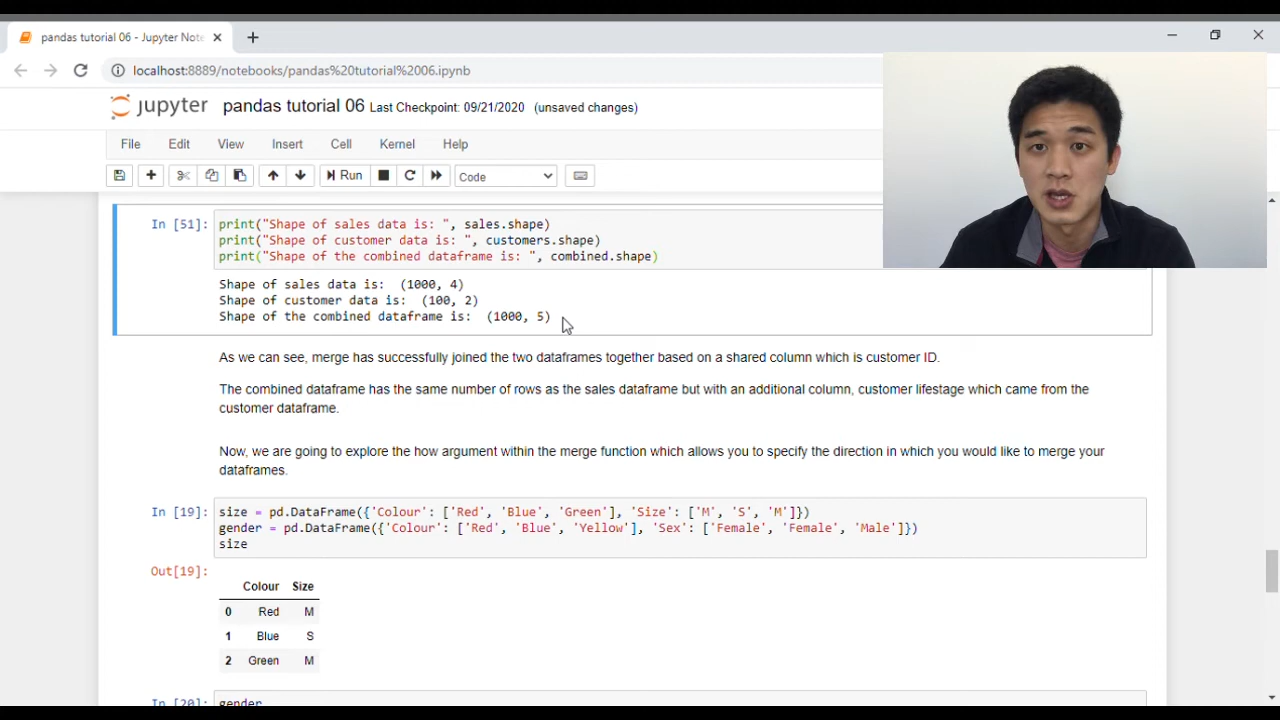 pandas tutorial 06 - Jupyter Note
localhost:8889/notebooks/pandas%20tutorial%2006.ipynb
jupyter pandas tutorial 06 Last Checkpoint: 09/21/2020 (unsaved changes)
File Edit View Insert Cell Kernel Help
Run Code
In [51]: print("Shape of sales data is: ", sales.shape)
print("Shape of customer data is: ", customers.shape)
print("Shape of the combined dataframe is: ", combined.shape)
Shape of sales data is:  (1000, 4)
Shape of customer data is:  (100, 2)
Shape of the combined dataframe is:  (1000, 5)
As we can see, merge has successfully joined the two dataframes together based on a shared column which is customer ID.
The combined dataframe has the same number of rows as the sales dataframe but with an additional column, customer lifestage which came from the
customer dataframe.
Now, we are going to explore the how argument within the merge function which allows you to specify the direction in which you would like to merge your
dataframes.
In [19]: size = pd.DataFrame({'Colour': ['Red', 'Blue', 'Green'], 'Size': ['M', 'S', 'M']})
gender = pd.DataFrame({'Colour': ['Red', 'Blue', 'Yellow'], 'Sex': ['Female', 'Female', 'Male']})
size
Out[19]:
Colour Size
0 Red M
1 Blue S
2 Green M
In [20]: gender